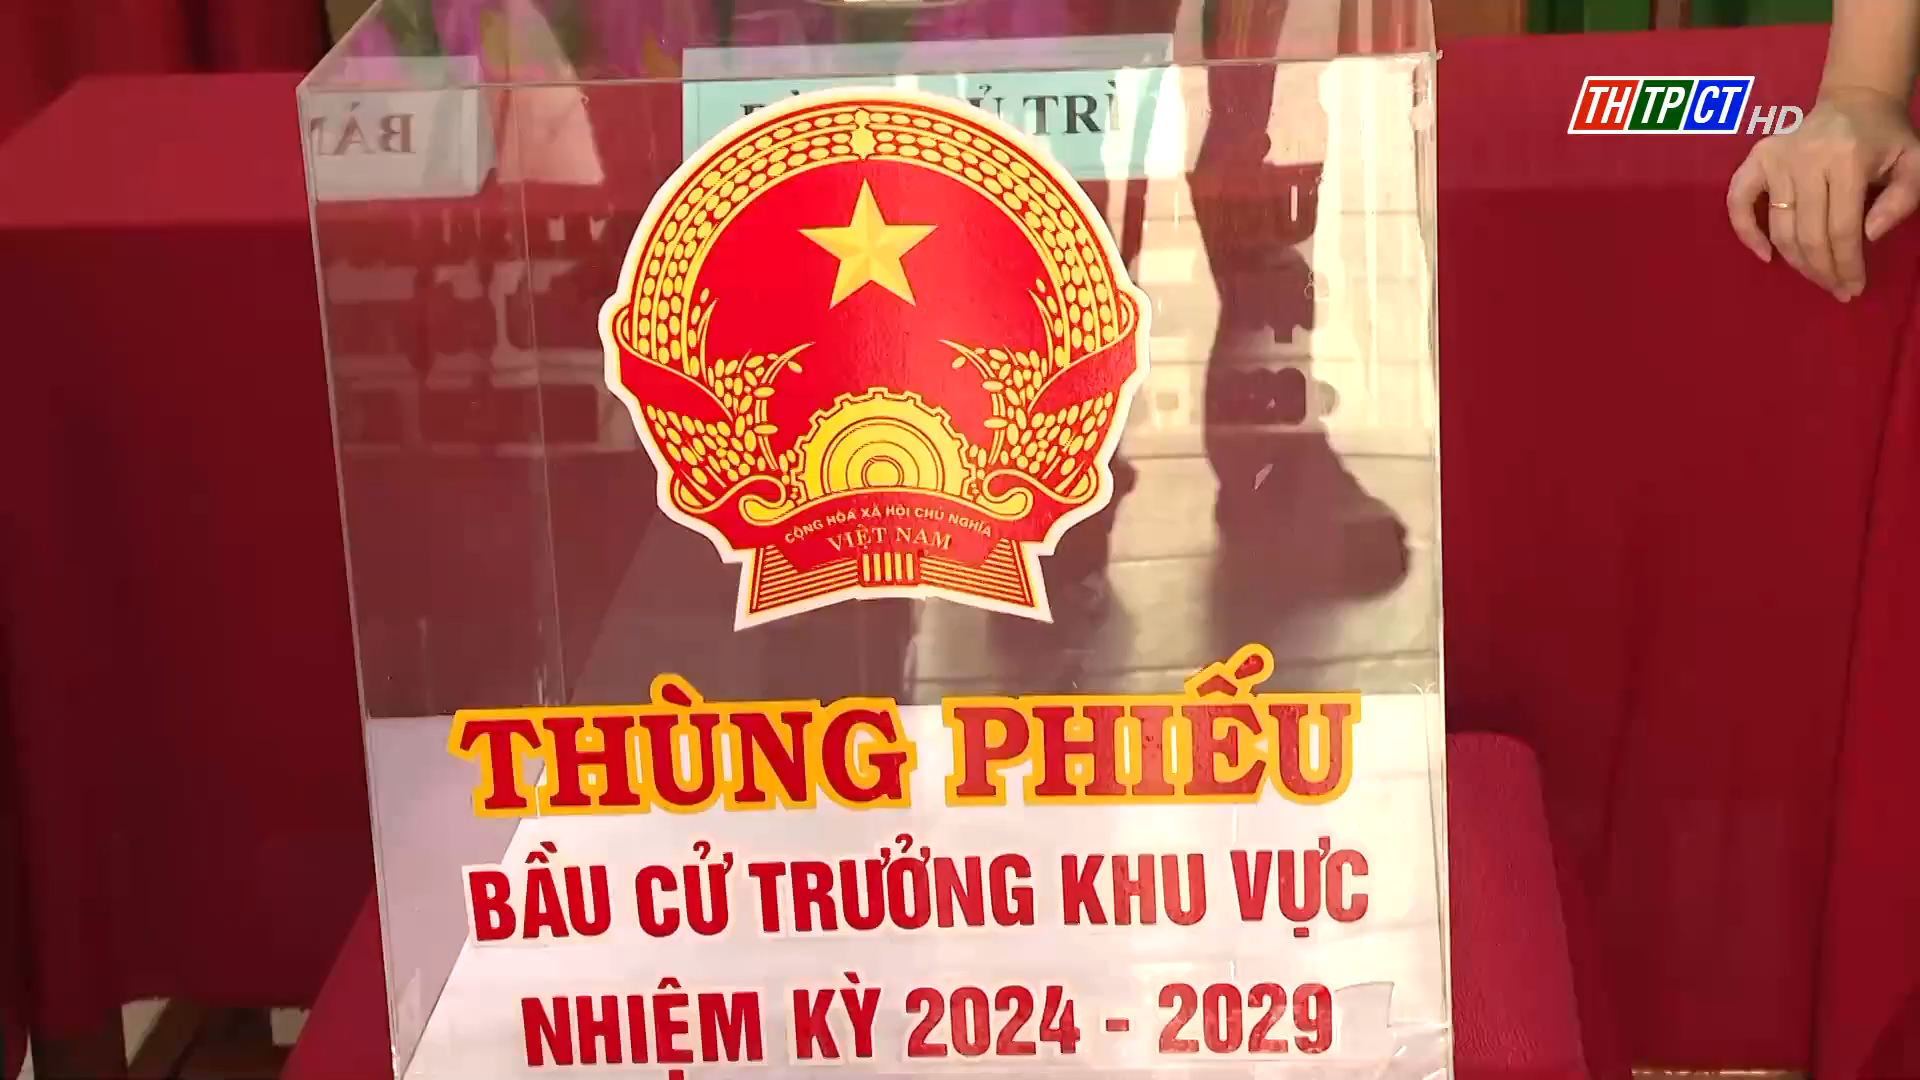 THTPCT HD
CỘNG HÒA XÃ HỘI CHỦ NGHĨA
VIỆT NAM
THÙNG PHIẾU
BẦU CỬ TRƯỞNG KHU VỰC
NHIỆM KỲ 2024 - 2029